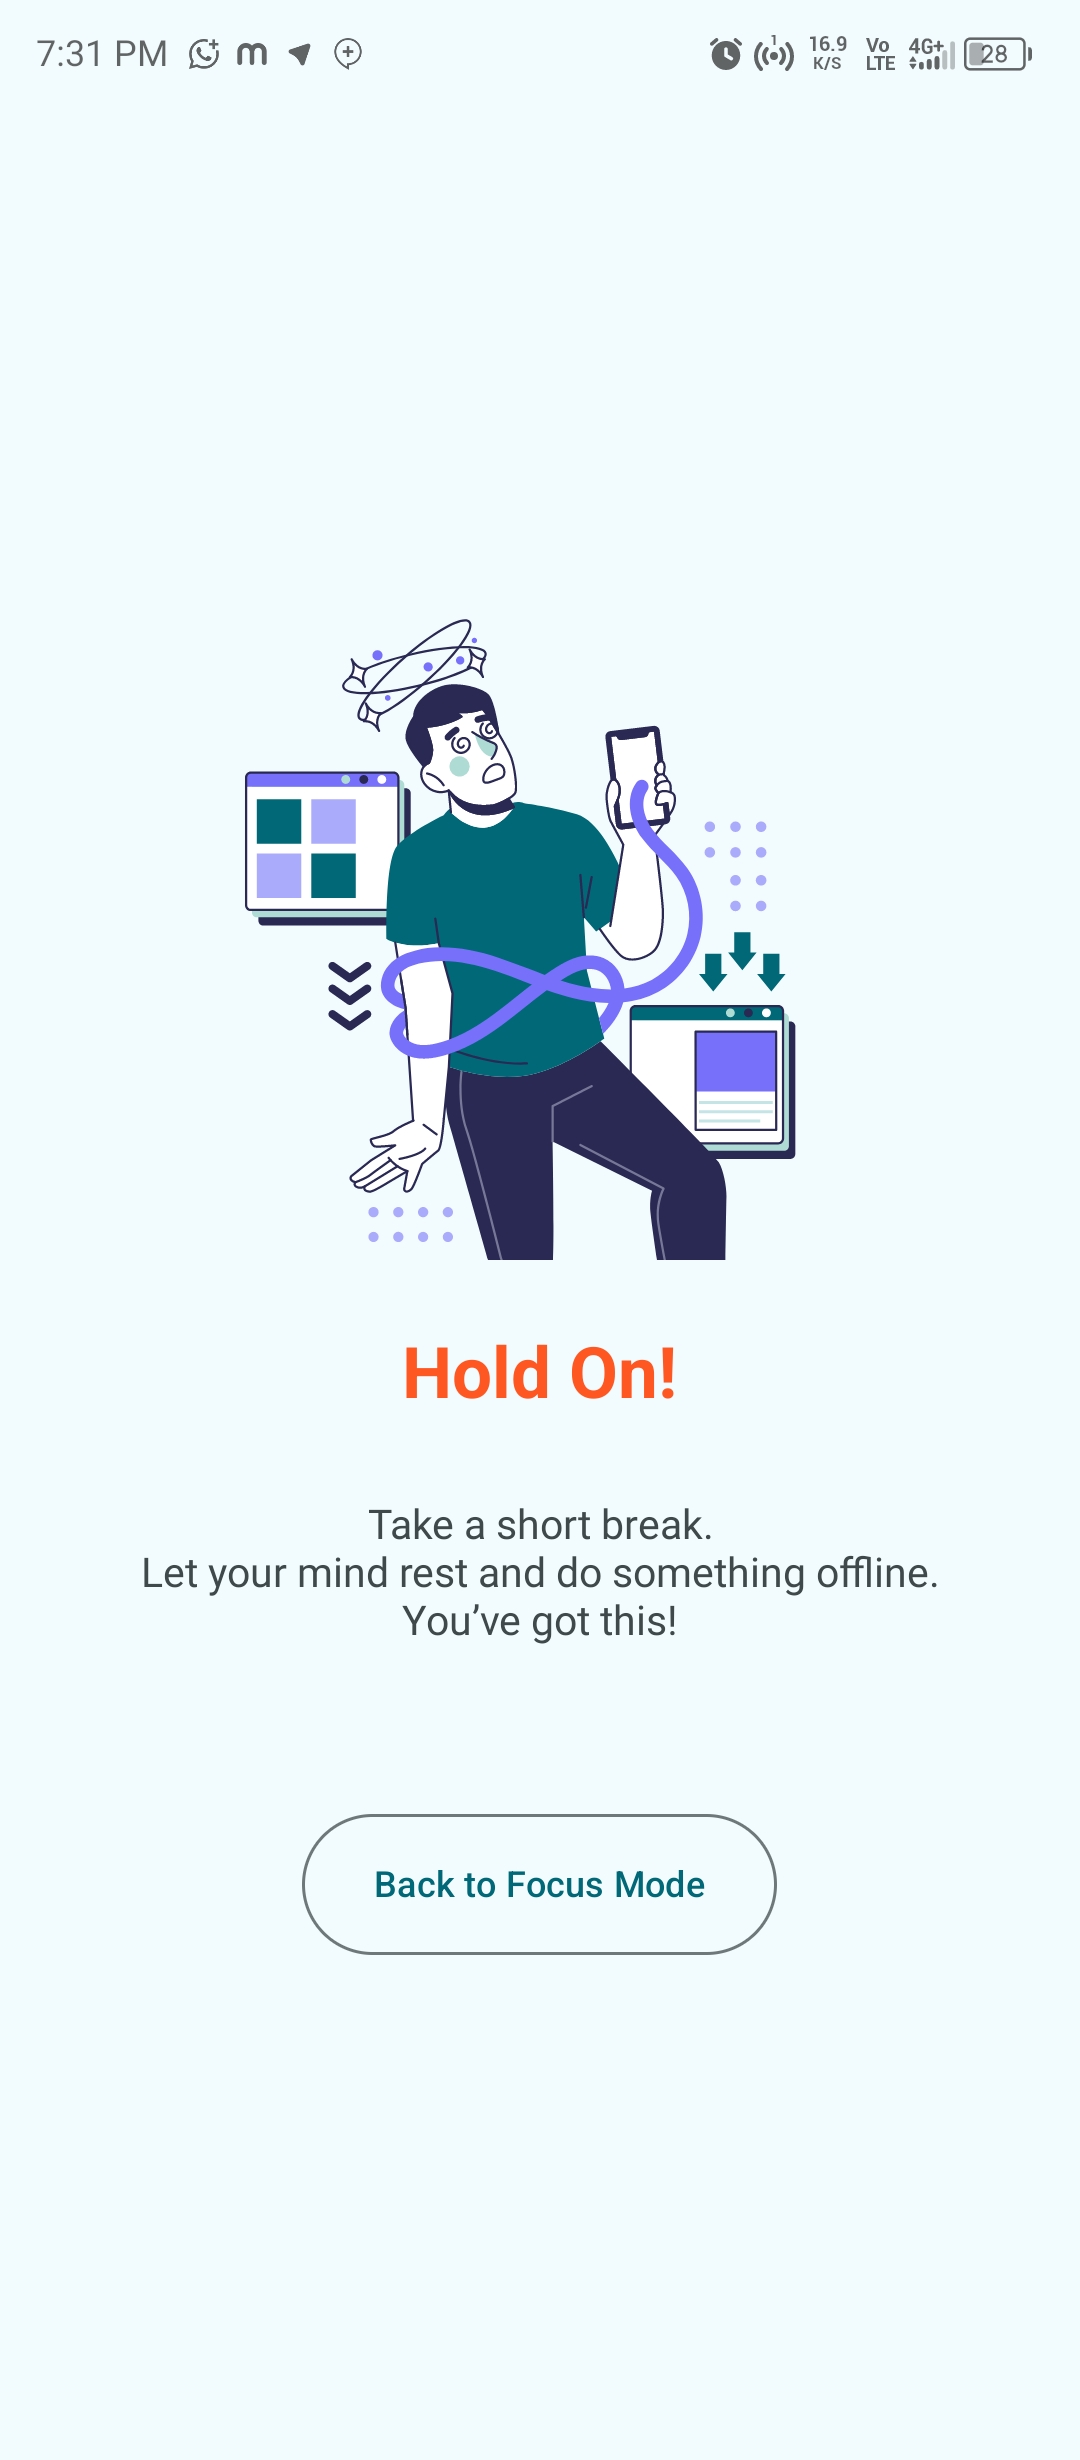 7:31 PM
1
16.9 K/S
Vo LTE
4G+
28
Hold On!
Take a short break.
Let your mind rest and do something offline.
You’ve got this!
Back to Focus Mode